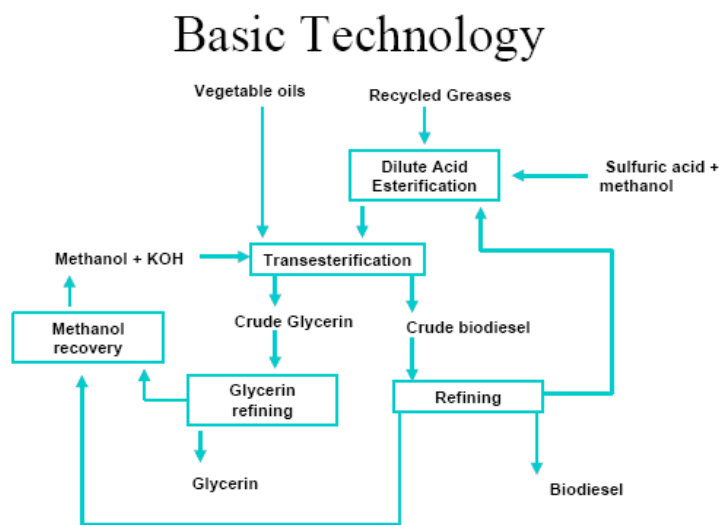 Basic Technology
Vegetable oils
Recycled Greases
Dilute Acid
Esterification
Sulfuric acid +
methanol
Methanol + KOH
Transesterification
Methanol
recovery
Crude Glycerin
Crude biodiesel
Glycerin
refining
Refining
Glycerin
Biodiesel